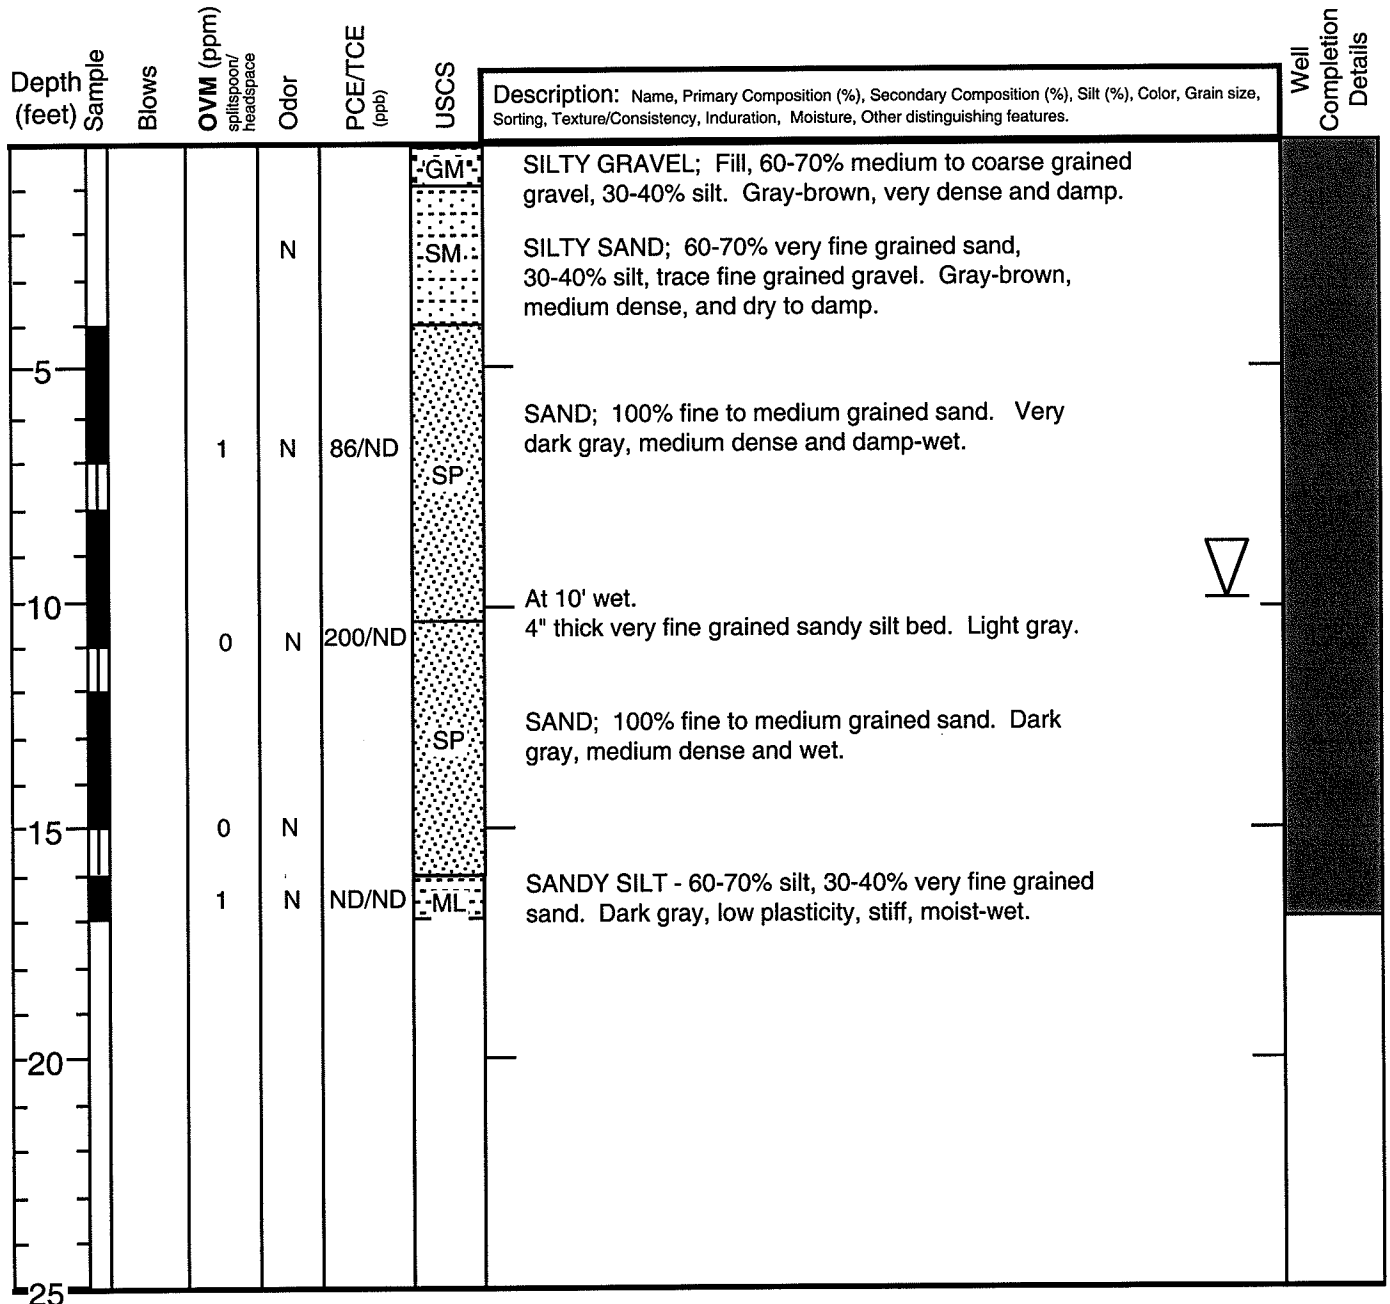 Depth
(feet)
Sample
Blows
OVM (ppm)
splitspoon/
headspace
Odor
PCE/TCE
(ppb)
USCS
Description: Name, Primary Composition (%), Secondary Composition (%), Silt (%), Color, Grain size,
Sorting, Texture/Consistency, Induration, Moisture, Other distinguishing features.
Well
Completion
Details
GM
SILTY GRAVEL; Fill, 60-70% medium to coarse grained
gravel, 30-40% silt. Gray-brown, very dense and damp.
N
SM
SILTY SAND; 60-70% very fine grained sand,
30-40% silt, trace fine grained gravel. Gray-brown,
medium dense, and dry to damp.
5
SAND; 100% fine to medium grained sand. Very
dark gray, medium dense and damp-wet.
1 N 86/ND
SP
10
At 10' wet.
4" thick very fine grained sandy silt bed. Light gray.
0 N 200/ND
SAND; 100% fine to medium grained sand. Dark
gray, medium dense and wet.
SP
15
0 N
SANDY SILT - 60-70% silt, 30-40% very fine grained
sand. Dark gray, low plasticity, stiff, moist-wet.
1 N ND/ND ML
20
25